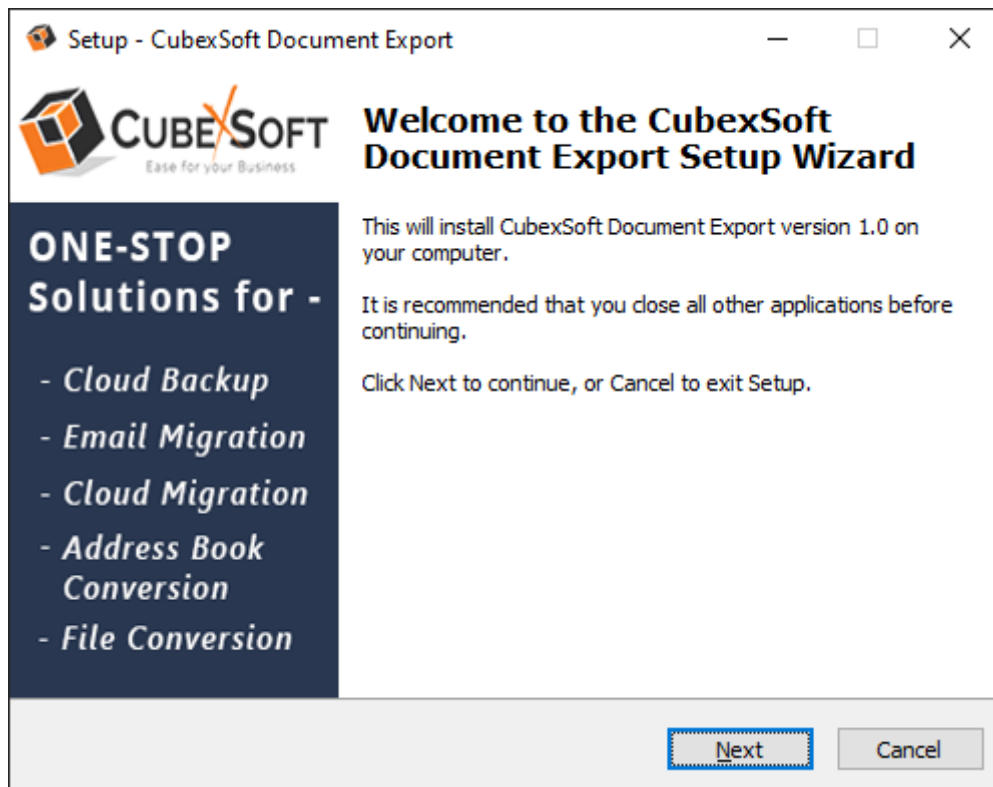 Setup - CubexSoft Document Export
CUBEXSOFT
Ease for your Business
Welcome to the CubexSoft
Document Export Setup Wizard
This will install CubexSoft Document Export version 1.0 on
your computer.
It is recommended that you close all other applications before
continuing.
Click Next to continue, or Cancel to exit Setup.
ONE-STOP
Solutions for -
- Cloud Backup
- Email Migration
- Cloud Migration
- Address Book
Conversion
- File Conversion
Next
Cancel